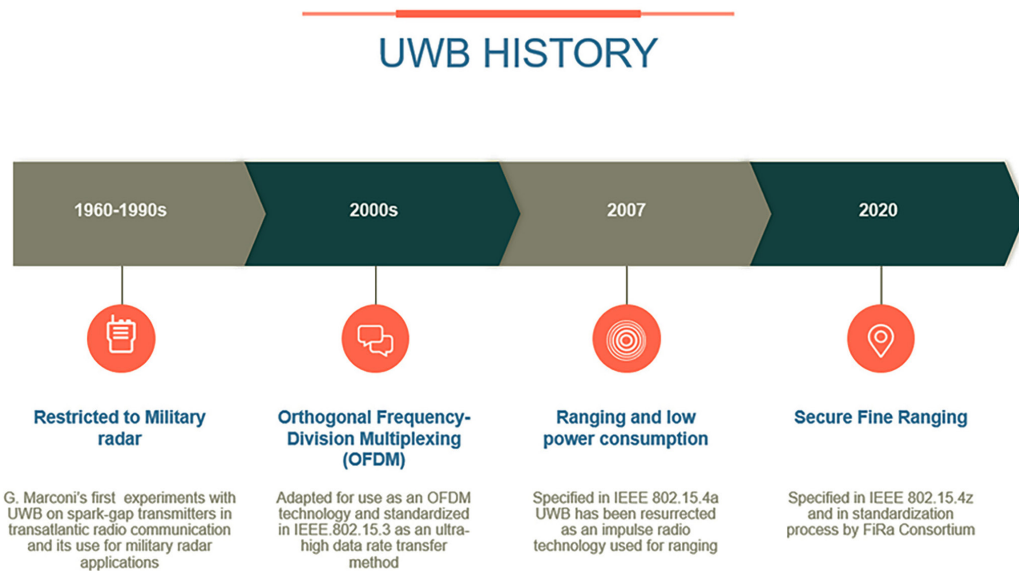 UWB HISTORY
1960-1990s
2000s
2007
2020
Restricted to Military
radar
G. Marconi's first experiments with
UWB on spark-gap transmitters in
transatlantic radio communication
and its use for military radar
applications
Orthogonal Frequency-
Division Multiplexing
(OFDM)
Adapted for use as an OFDM
technology and standardized
in IEEE.802.15.3 as an ultra-
high data rate transfer
method
Ranging and low
power consumption
Specified in IEEE 802.15.4a
UWB has been resurrected
as an impulse radio
technology used for ranging
Secure Fine Ranging
Specified in IEEE 802.15.4z
and in standardization
process by FiRa Consortium